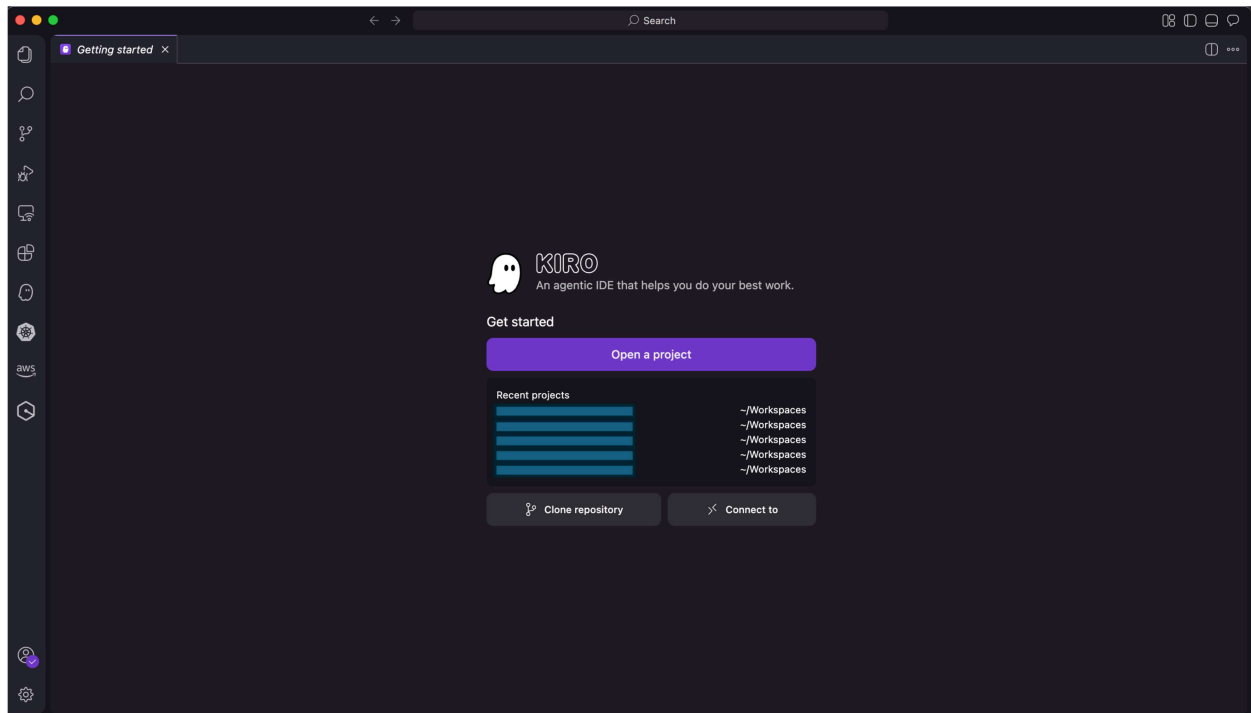 Search
Getting started
aws
KIRO
An agentic IDE that helps you do your best work.
Get started
Open a project
Recent projects
~/Workspaces
~/Workspaces
~/Workspaces
~/Workspaces
~/Workspaces
Clone repository
Connect to